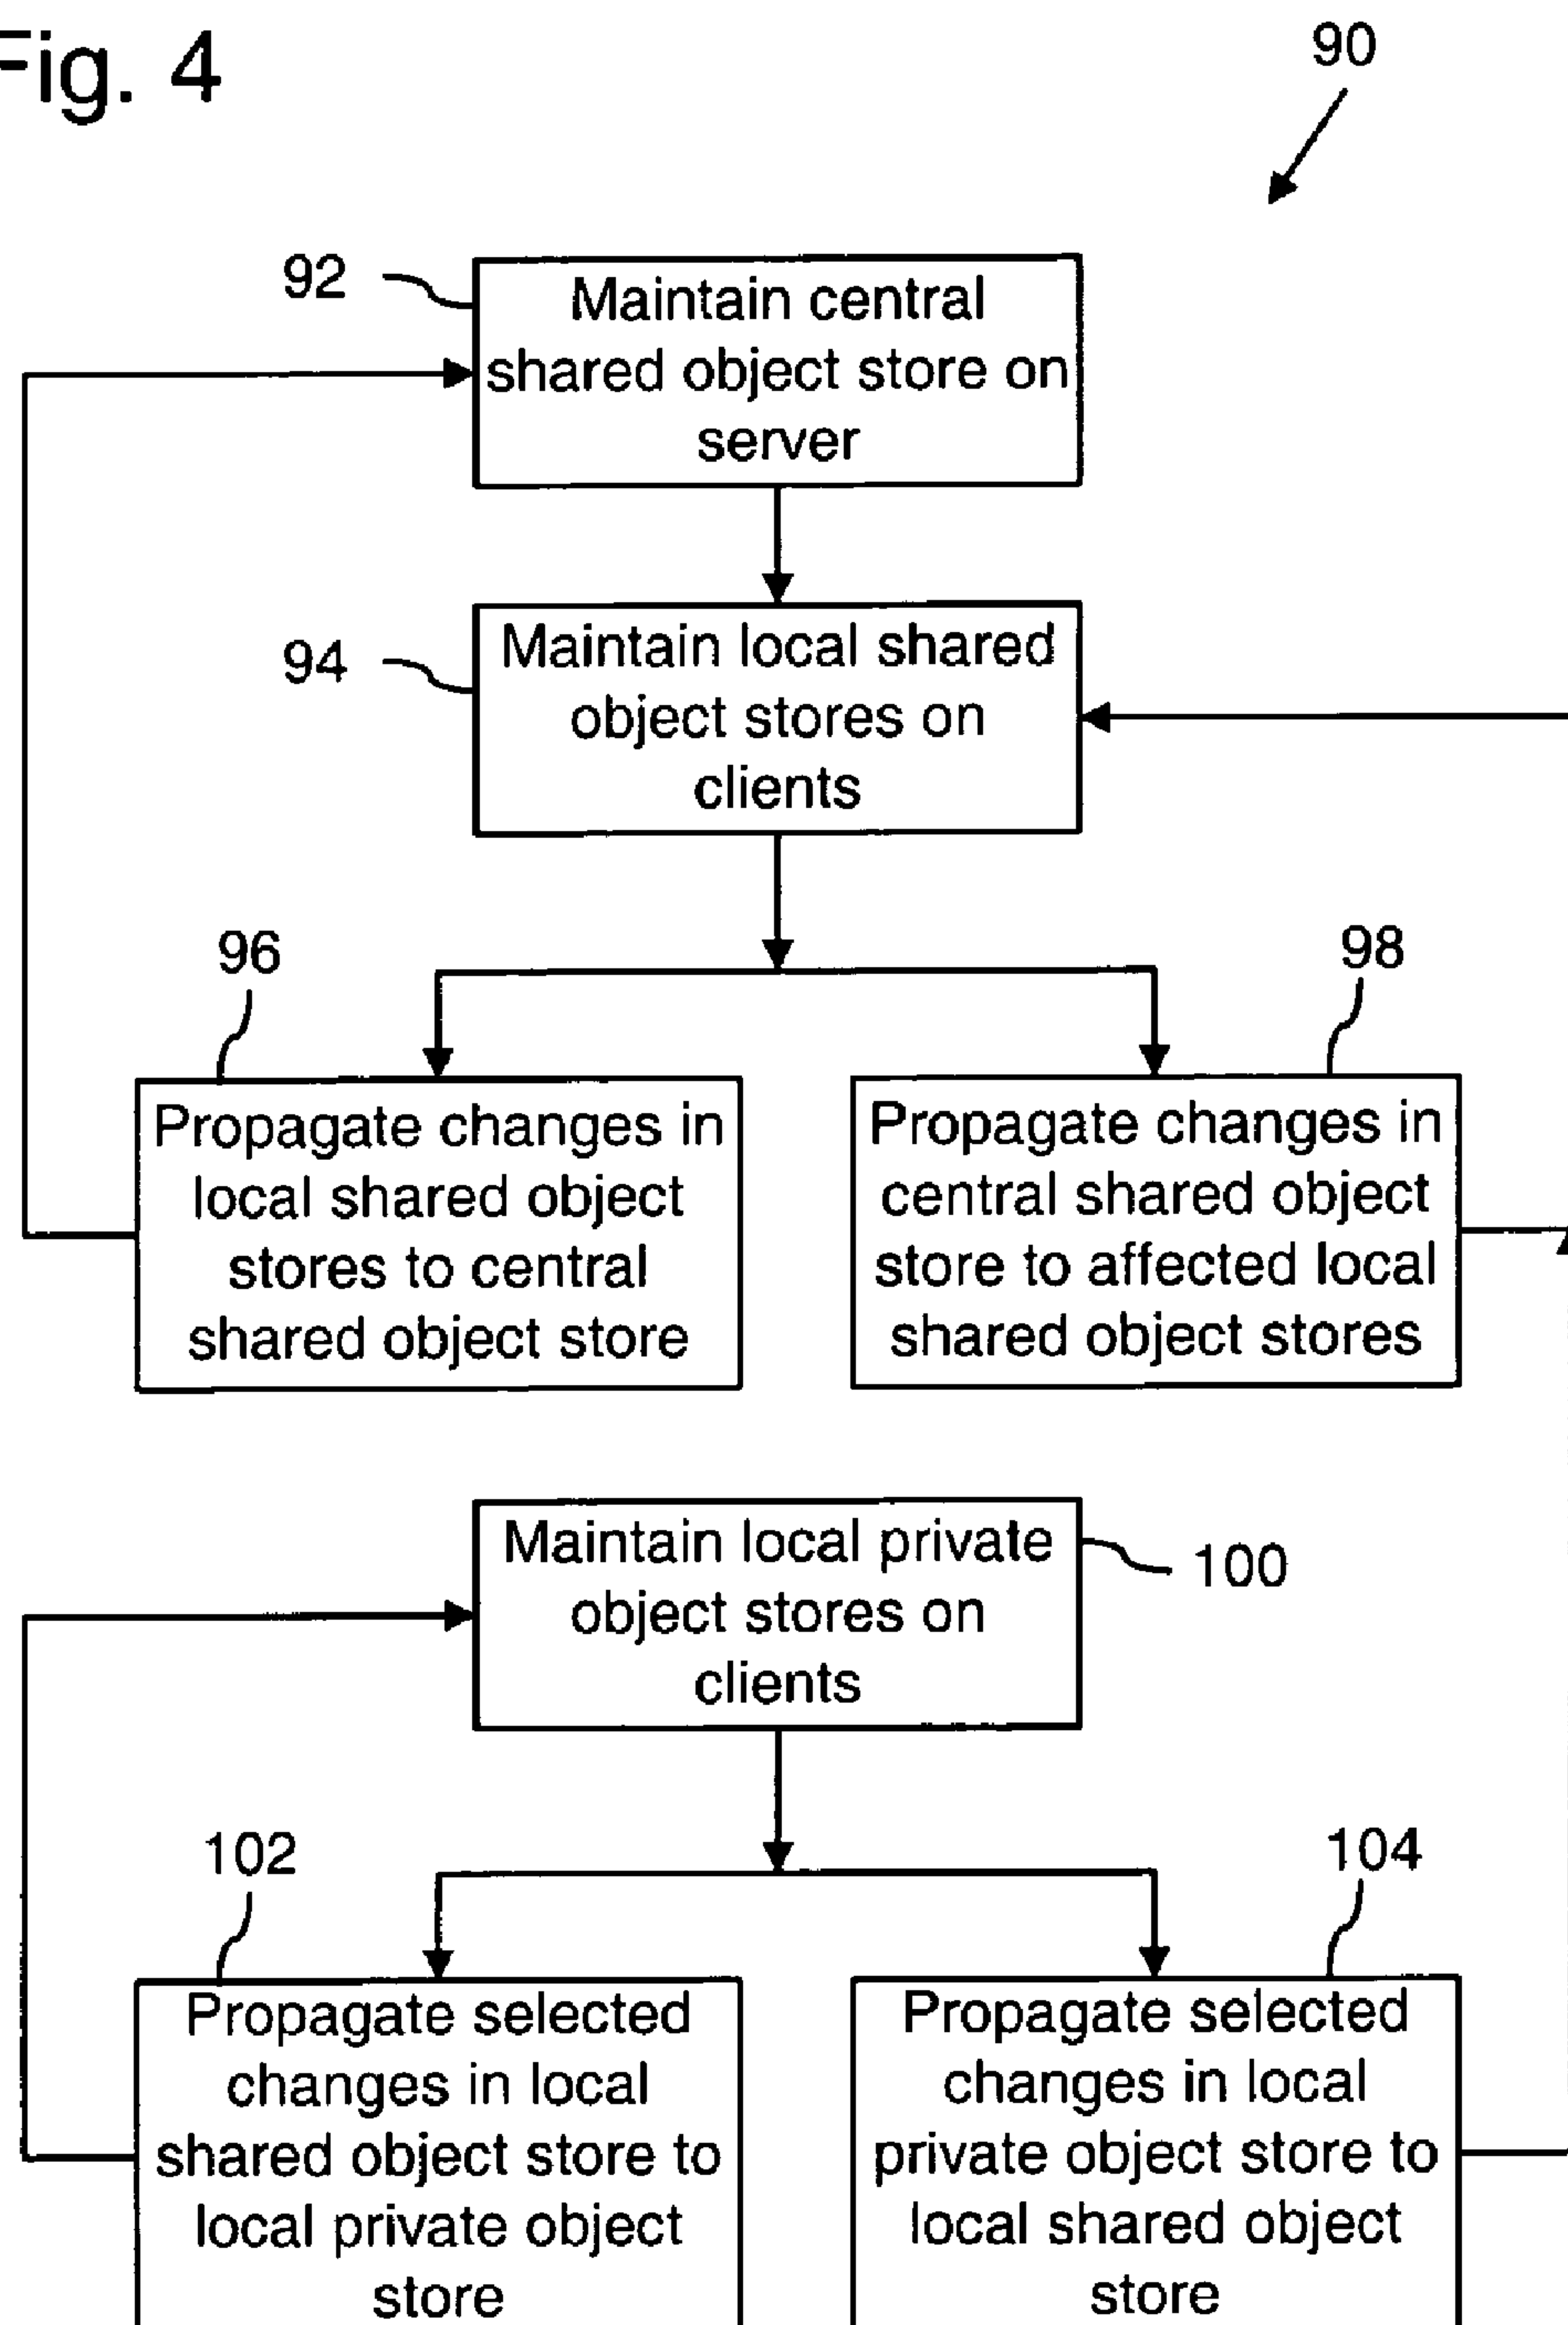 Fig. 4
90
92
Maintain central
shared object store on
server
94
Maintain local shared
object stores on
clients
96
98
Propagate changes in
local shared object
stores to central
shared object store
Propagate changes in
central shared object
store to affected local
shared object stores
Maintain local private
object stores on
clients
100
102
104
Propagate selected
changes in local
shared object store to
local private object
store
Propagate selected
changes in local
private object store to
local shared object
store